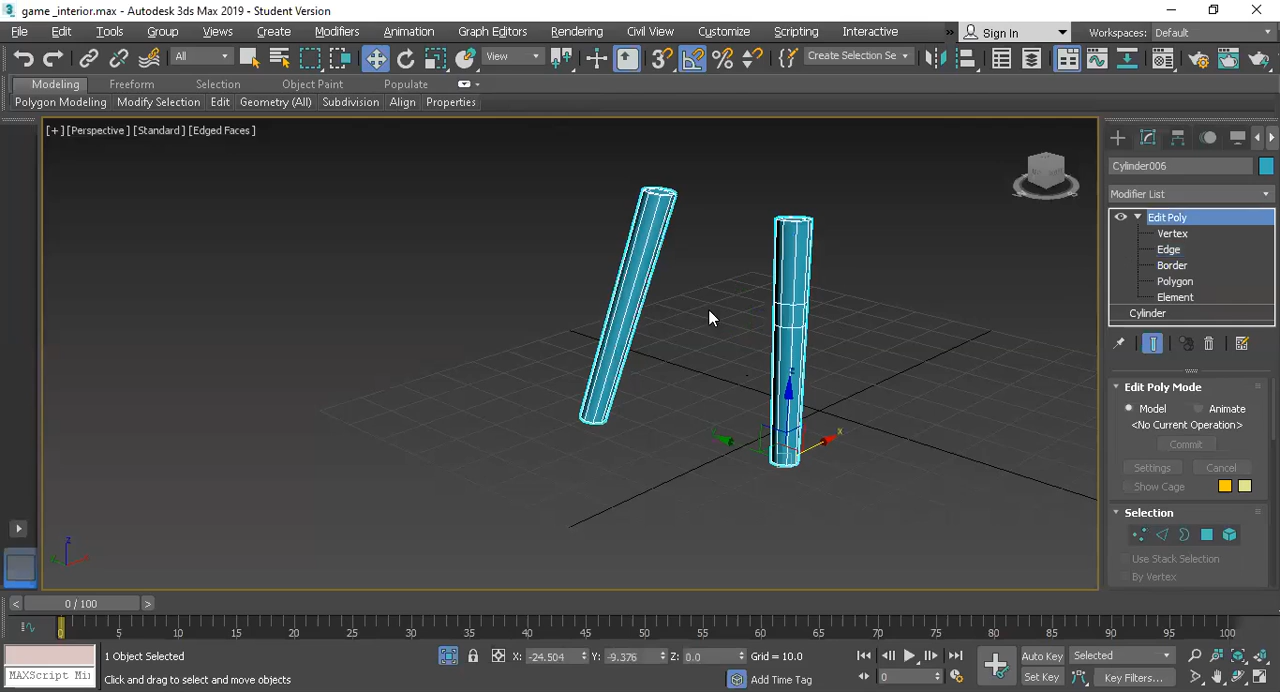 game _interior.max - Autodesk 3ds Max 2019 - Student Version
File Edit Tools Group Views Create Modifiers Animation Graph Editors Rendering Civil View Customize Scripting Interactive » Sign In Workspaces: Default
All View 3 Create Selection Se
Modeling Freeform Selection Object Paint Populate
Polygon Modeling Modify Selection Edit Geometry (All) Subdivision Align Properties
[+] [Perspective ] [Standard ] [Edged Faces ]
Cylinder006
Modifier List
Edit Poly
Vertex
Edge
Border
Polygon
Element
Cylinder
Edit Poly Mode
Model Animate
<No Current Operation>
Commit
Settings Cancel
Show Cage
Selection
Use Stack Selection
By Vertex
z
x
z
0 / 100
0 5 10 15 20 25 30 35 40 45 50 55 60 65 70 75 80 85 90 95 100
1 Object Selected X: -24.504 Y: -9.376 Z: 0.0 Grid = 10.0 Auto Key Selected
MAXScript Mi Click and drag to select and move objects Add Time Tag 0 Set Key Key Filters...